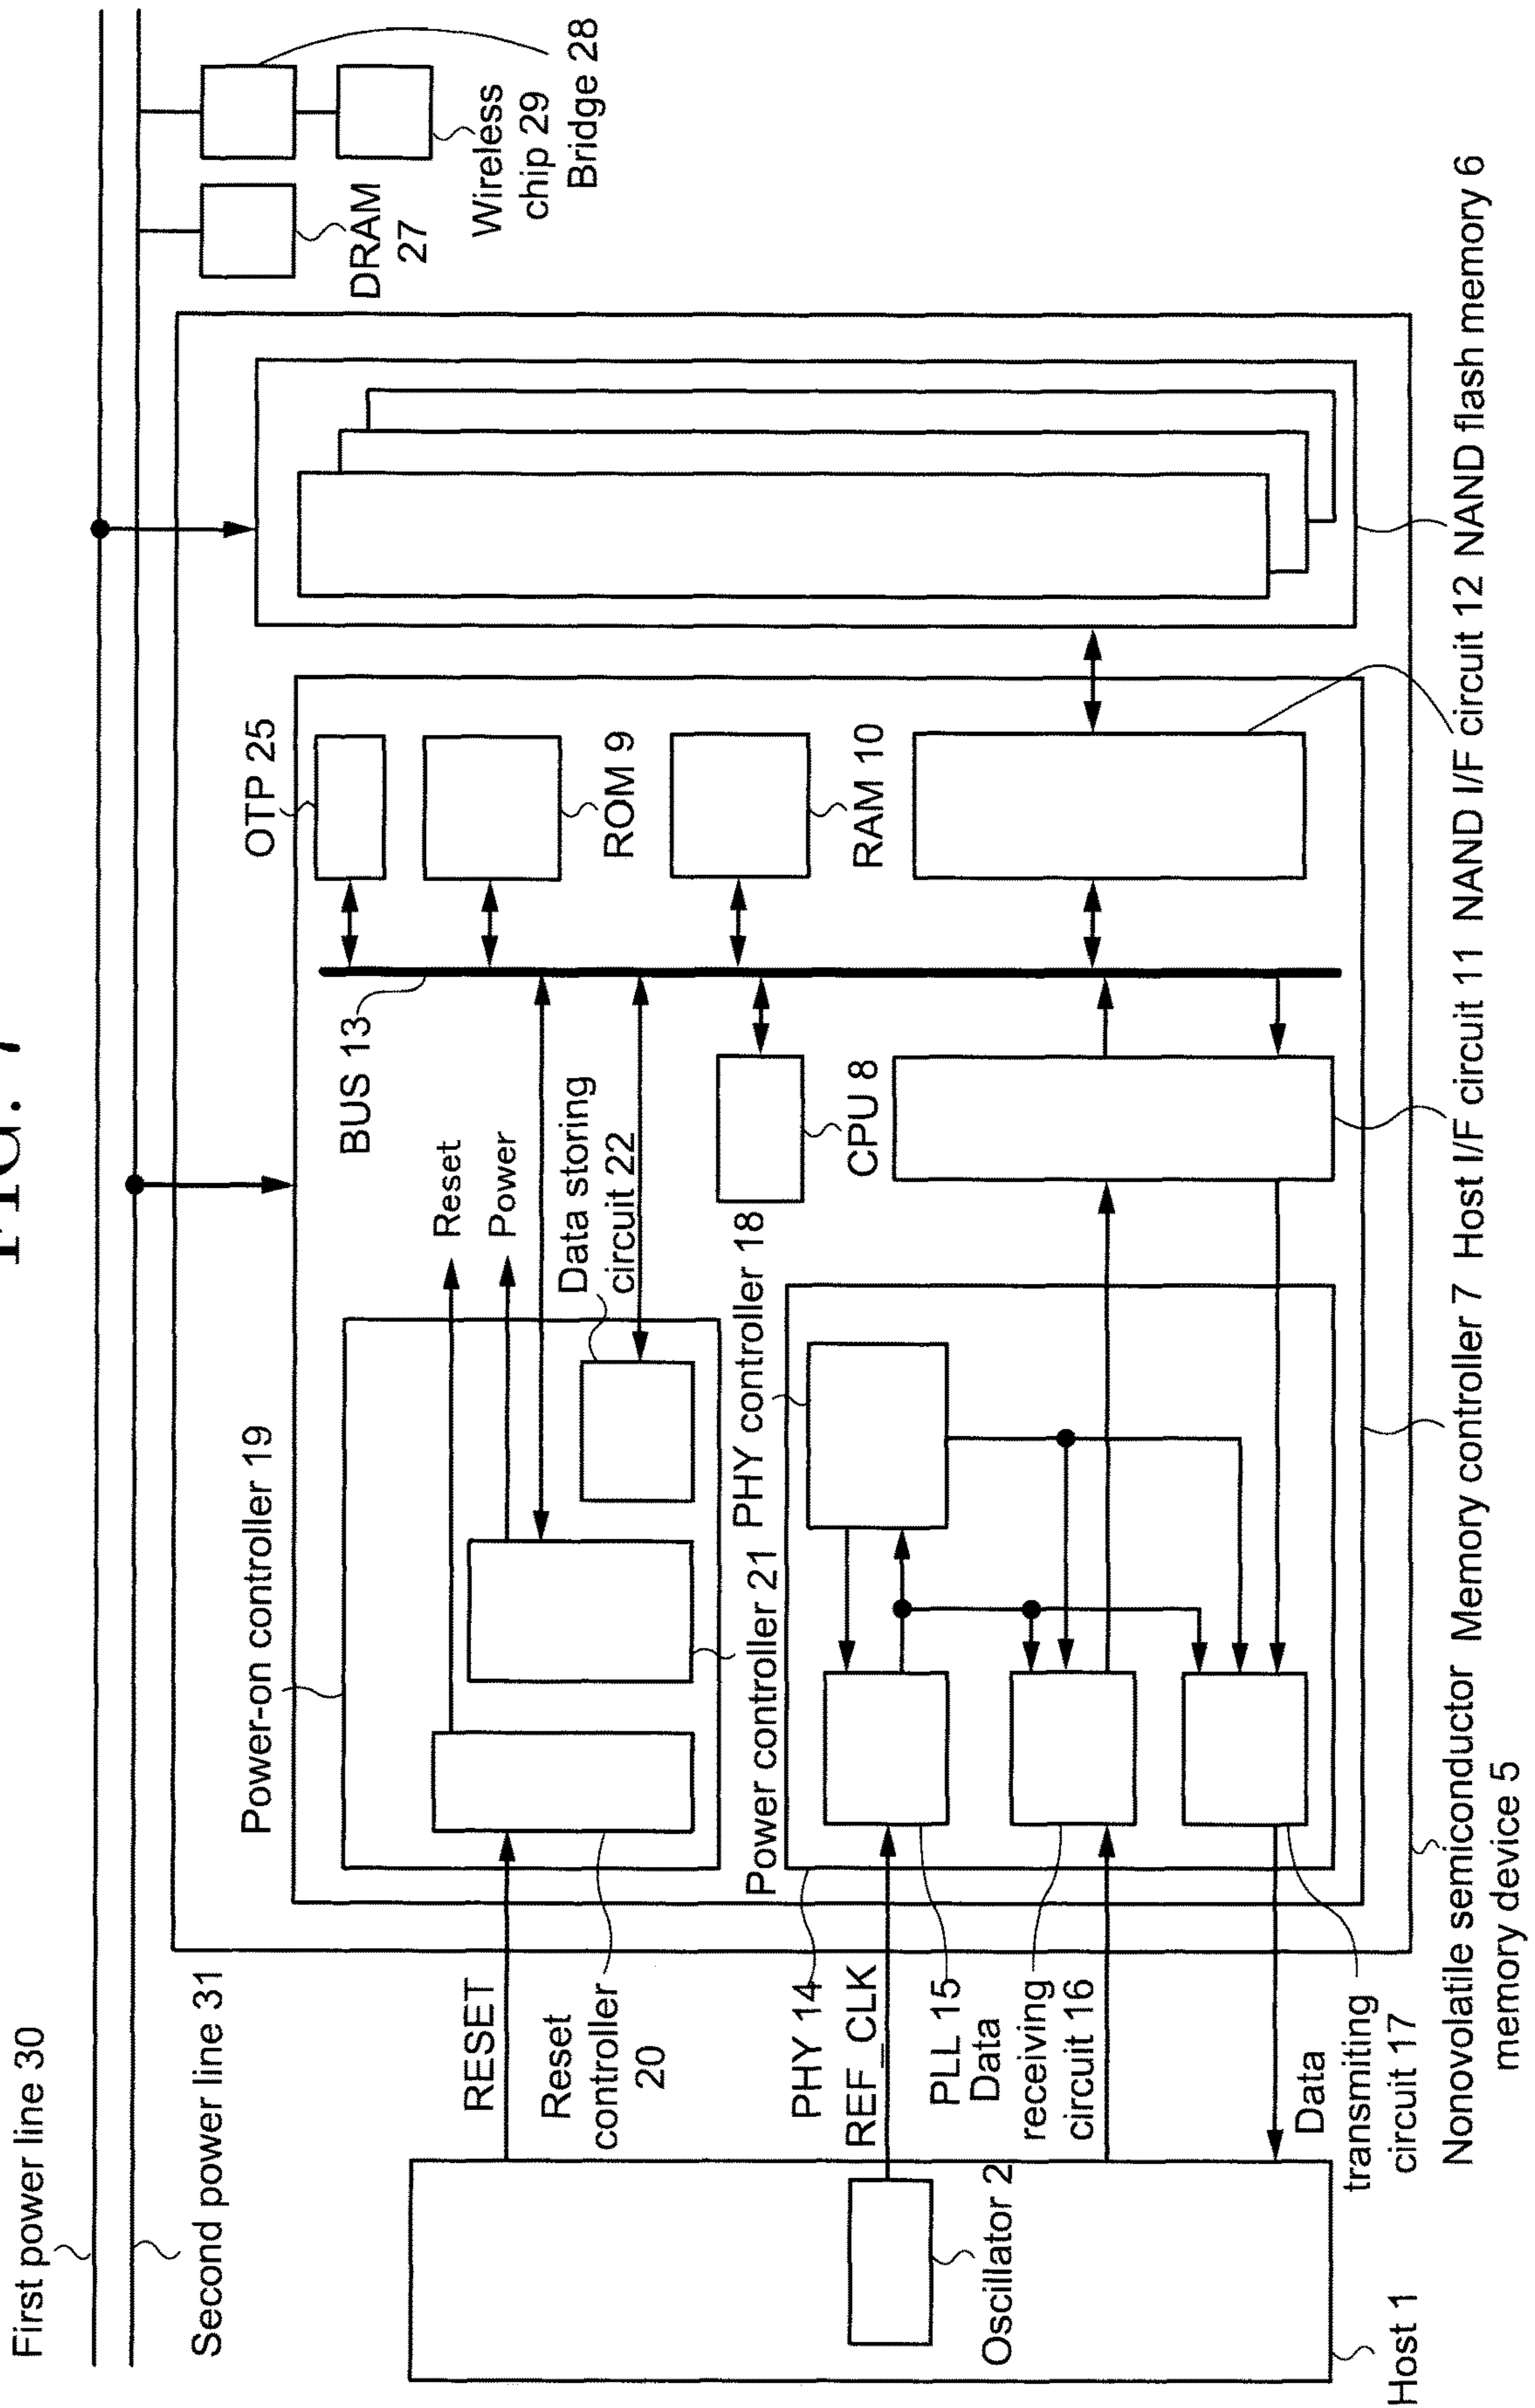 FIG. 7
First power line 30
Second power line 31
DRAM
27
Wireless
chip 29
Bridge 28
OTP 25
ROM 9
RAM 10
BUS 13
Reset
Power
Data storing
circuit 22
CPU 8
Power-on controller 19
PHY controller 18
Power controller 21
RESET
Reset
controller
20
PHY 14
REF_CLK
PLL 15
Data
receiving
circuit 16
Data
transmiting
circuit 17
Oscillator 2
Host 1
Nonovolatile semiconductor
memory device 5
Memory controller 7
Host I/F circuit 11
NAND I/F circuit 12
NAND flash memory 6